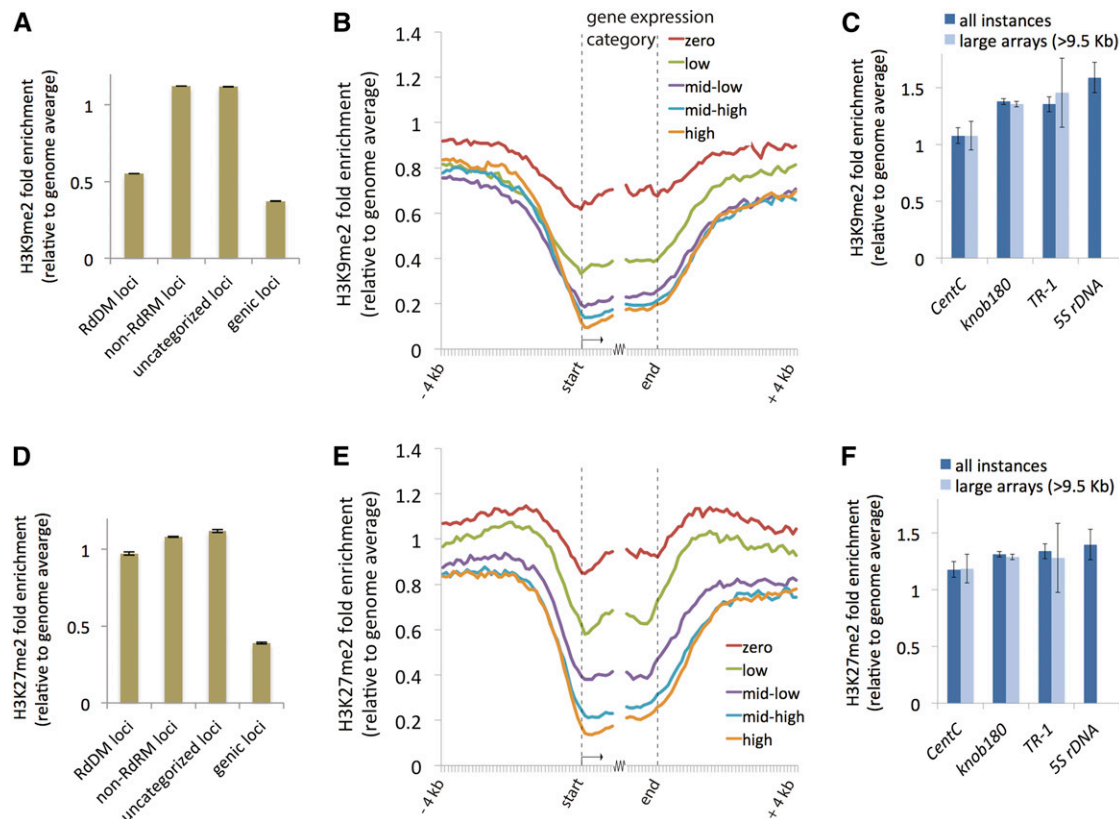 A
H3K9me2 fold enrichment
(relative to genome avearge)
1
0.5
0
RdDM loci
non-RdRM loci
uncategorized loci
genic loci
B
H3K9me2 fold enrichment
(relative to genome average)
1.4
1.2
1
0.8
0.6
0.4
0.2
0
gene expression
category
zero
low
mid-low
mid-high
high
- 4 kb
start
end
+ 4 kb
C
all instances
large arrays (>9.5 Kb)
H3K9me2 fold enrichment
(relative to genome average)
1.5
1
0.5
0
CentC
knob180
TR-1
5S rDNA
D
H3K27me2 fold enrichment
(relative to genome avearge)
1
0.5
0
RdDM loci
non-RdRM loci
uncategorized loci
genic loci
E
H3K27me2 fold enrichment
(relative to genome average)
1.4
1.2
1.2
1
0.8
0.6
0.4
0.2
0
zero
low
mid-low
mid-high
high
- 4 kb
start
end
+ 4 kb
F
all instances
large arrays (>9.5 Kb)
H3K27me2 fold enrichment
(relative to genome average)
1.5
1
0.5
0
CentC
knob180
TR-1
5S rDNA